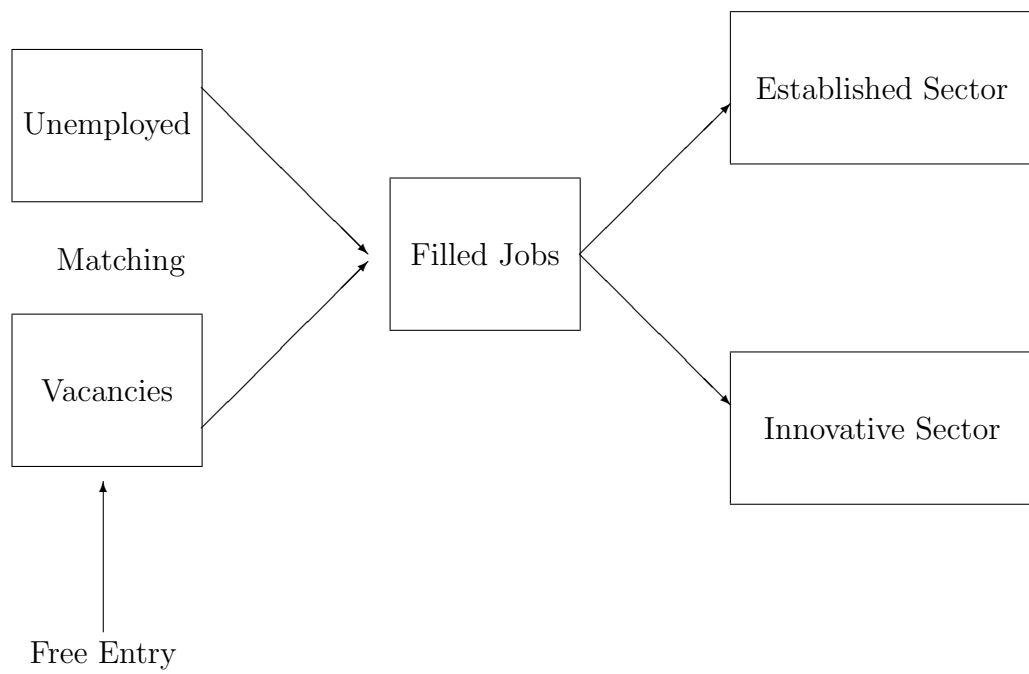 Unemployed
Matching
Vacancies
Free Entry
Filled Jobs
Established Sector
Innovative Sector